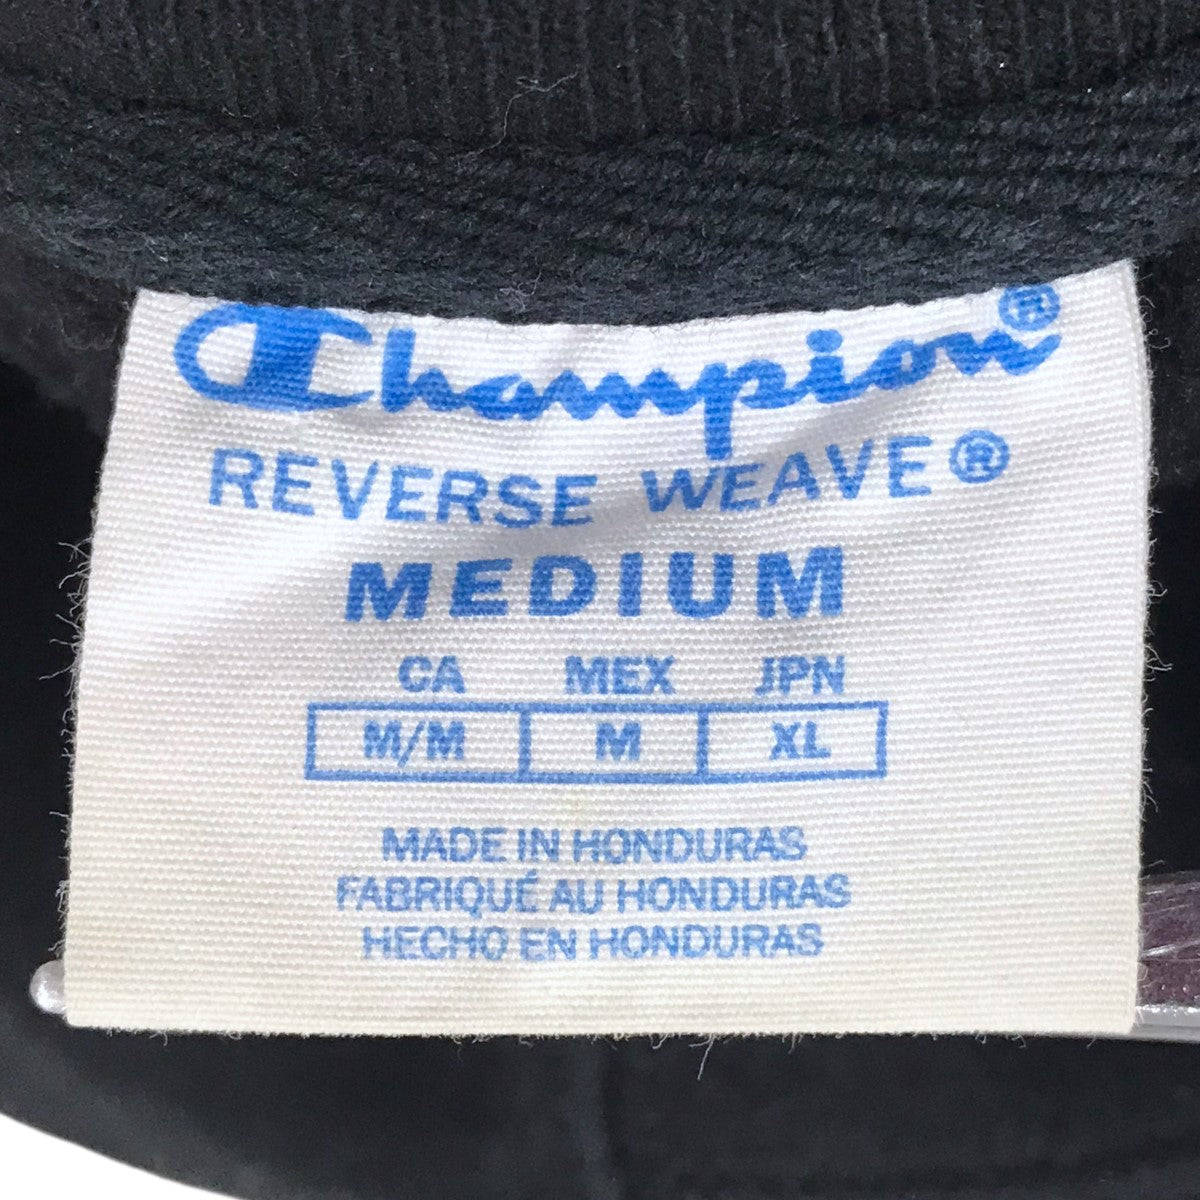 Champion®
REVERSE WEAVE®
MEDIUM
CA MEX JPN
M/M M XL
MADE IN HONDURAS
FABRIQUÉ AU HONDURAS
HECHO EN HONDURAS